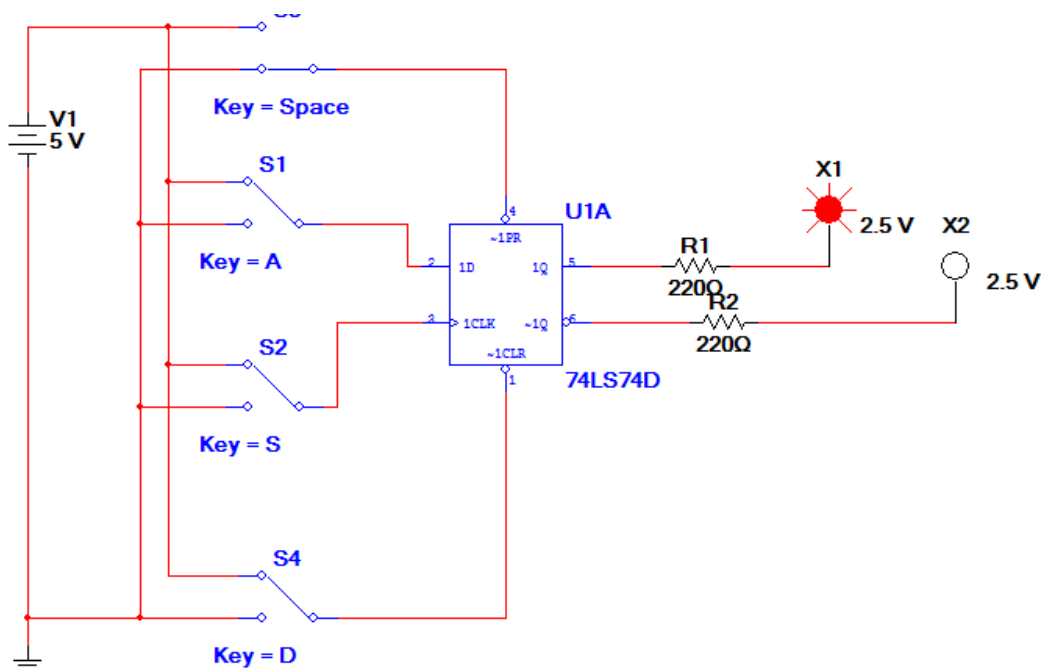 V1
5 V
Key = Space
S1
Key = A
S2
Key = S
S4
Key = D
4
U1A
~1PR
2
1D
1Q
5
3
1CLK
~1Q
6
~1CLR
1
74LS74D
R1
220Ω
R2
220Ω
X1
2.5 V
X2
2.5 V